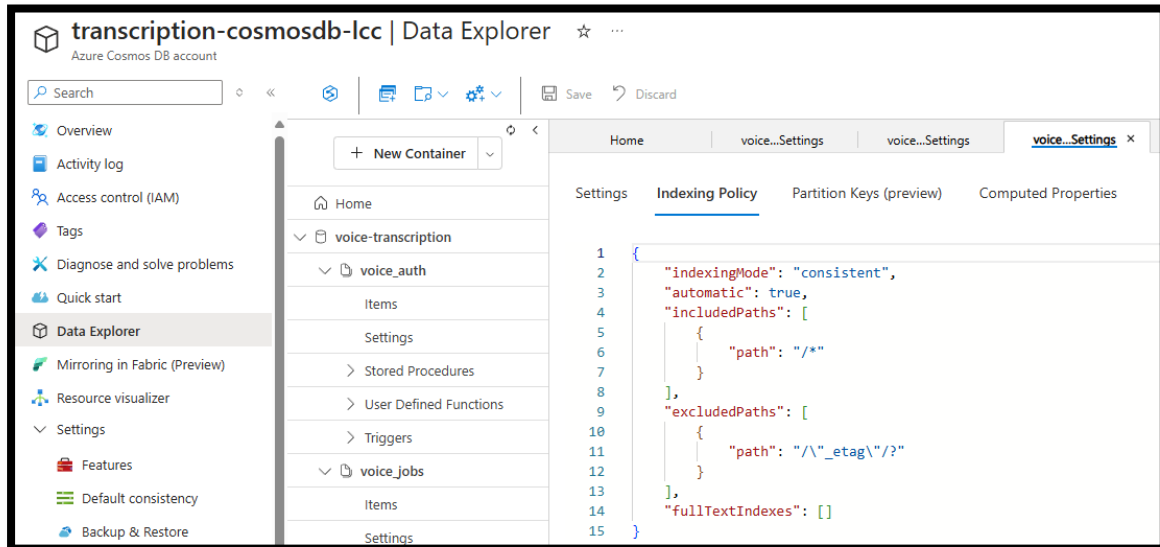 transcription-cosmosdb-lcc | Data Explorer
Azure Cosmos DB account
Search
Save
Discard
Overview
Activity log
Access control (IAM)
Tags
Diagnose and solve problems
Quick start
Data Explorer
Mirroring in Fabric (Preview)
Resource visualizer
Settings
Features
Default consistency
Backup & Restore
+ New Container
Home
voice-transcription
voice_auth
Items
Settings
Stored Procedures
User Defined Functions
Triggers
voice_jobs
Items
Settings
Home voice...Settings voice...Settings voice...Settings
Settings Indexing Policy Partition Keys (preview) Computed Properties
1 {
2 "indexingMode": "consistent",
3 "automatic": true,
4 "includedPaths": [
5 {
6 "path": "/*"
7 }
8 ],
9 "excludedPaths": [
10 {
11 "path": "/\"_etag\"/?"
12 }
13 ],
14 "fullTextIndexes": []
15 }